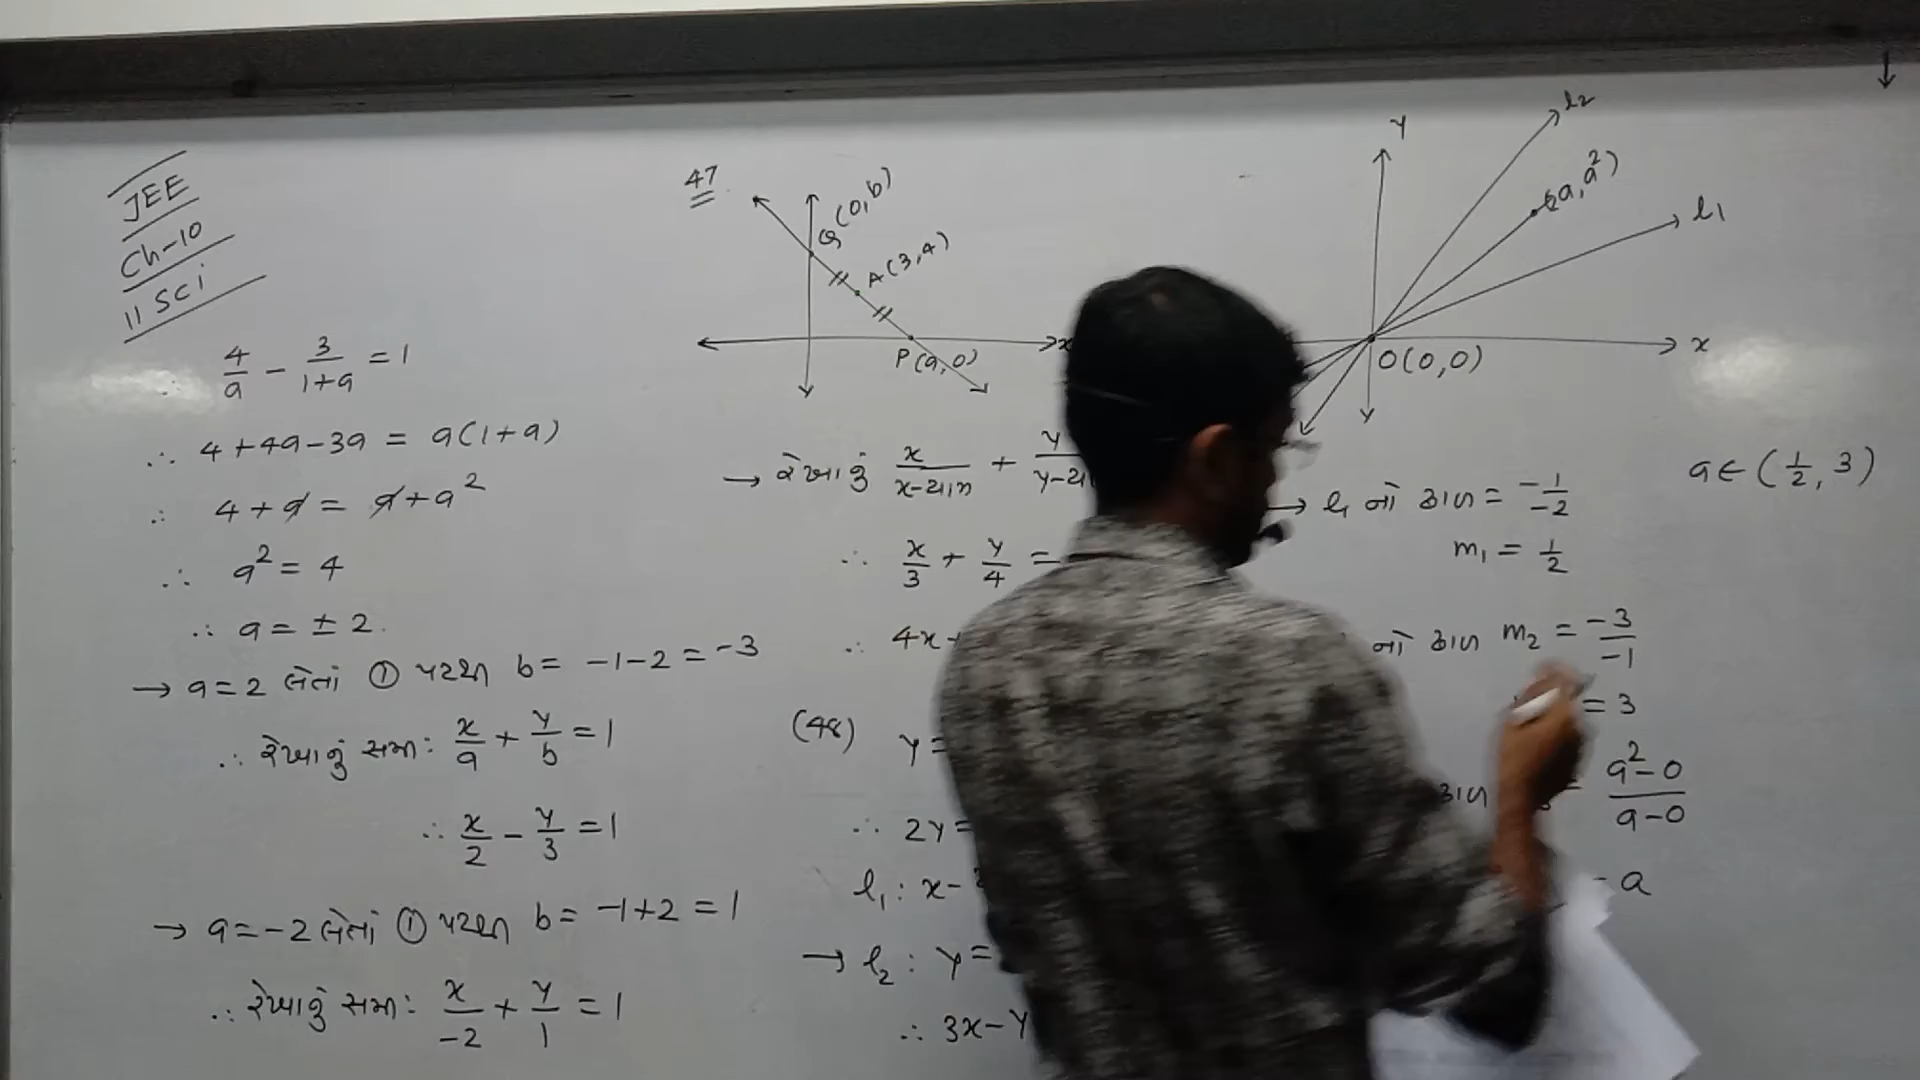 JEE
Ch-10
11 Sci
∴ 4/a - 3/(1+a) = 1
∴ 4+4a-3a = a(1+a)
∴ 4+a = a+a²
∴ a² = 4
∴ a = ± 2.
→ a=2 લેતાં ① પરથી b = -1-2 = -3
∴ રેખાનું સમી: x/a + y/b = 1
∴ x/2 - y/3 = 1
→ a=-2 લેતાં ① પરથી b = -1+2 = 1
∴ રેખાનું સમી: x/-2 + y/1 = 1
47
Q(0,b)
A(3,4)
P(a,0)
x
→ રેખાનું x/x-યામ + y/
∴ x/3 + y/4 =
∴ 4x+
(48) y=
∴ 2y=
l₁: x-
→ l₂: y=
∴ 3x-y
y
l₂
(a,a²)
l₁
x
O(0,0)
y
→ l₁ નો ઢાળ = -1/-2
m₁ = 1/2
નો ઢાળ m₂ = -3/-1
= 3
ઢાળ = a²-0/a-0
a
a ∈ (1/2, 3)